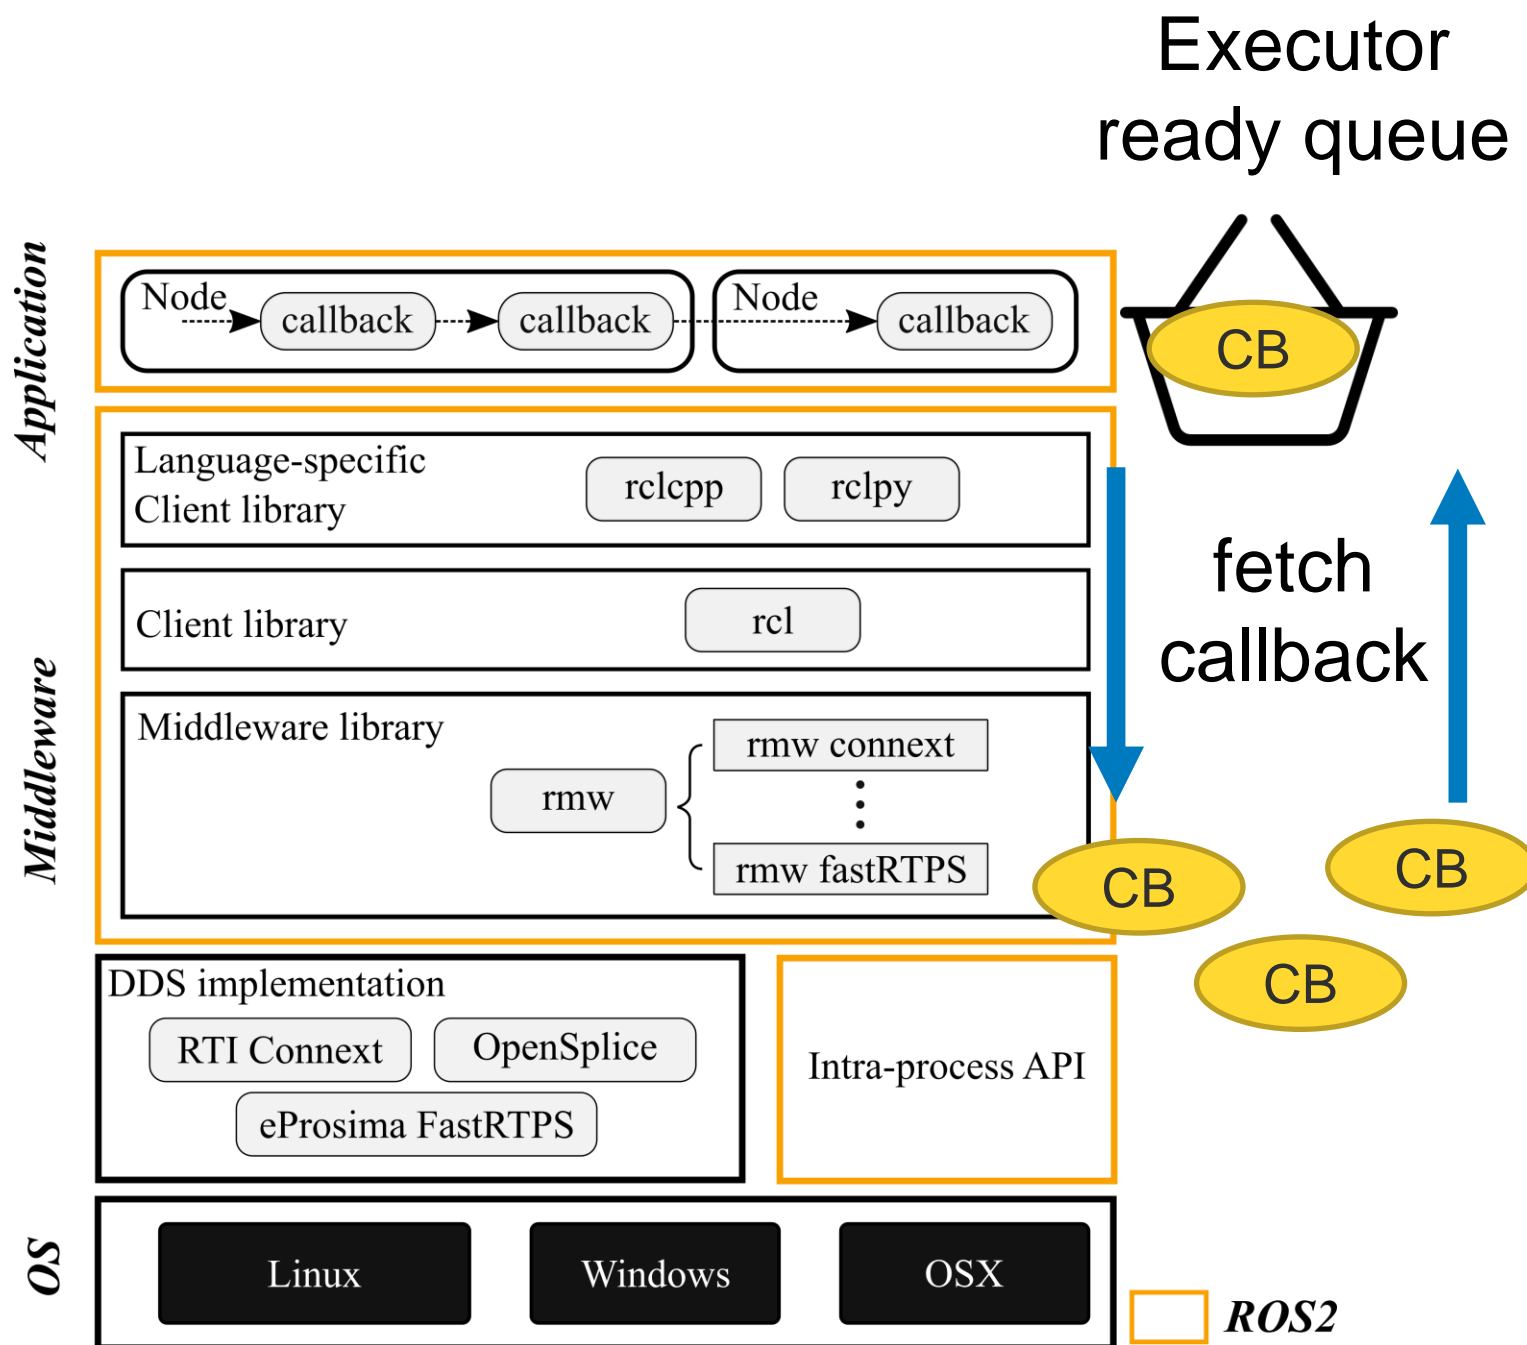 Executor
ready queue
Application
Node
callback
callback
Node
callback
CB
Middleware
Language-specific
Client library
rclcpp
rclpy
Client library
rcl
fetch
callback
Middleware library
rmw
rmw connext
rmw fastRTPS
CB
CB
CB
DDS implementation
RTI Connext
OpenSplice
eProsima FastRTPS
Intra-process API
OS
Linux
Windows
OSX
ROS2